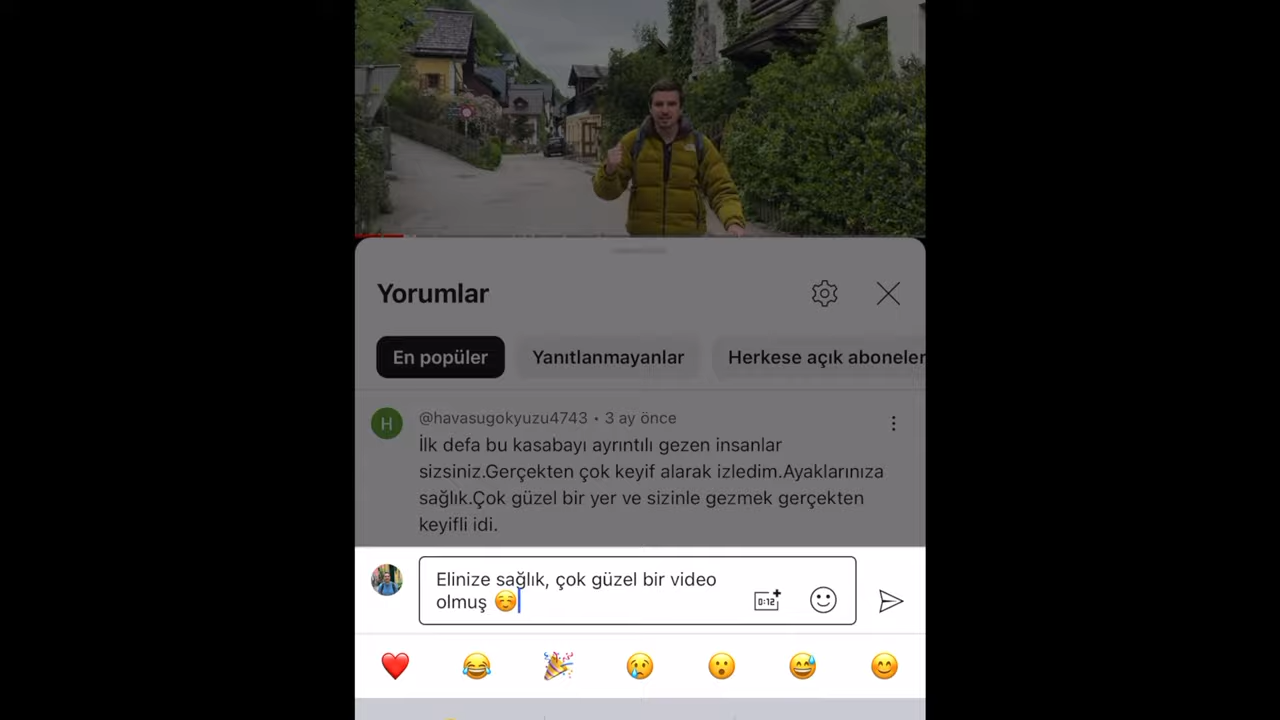 Yorumlar
En popüler
Yanıtlanmayanlar
Herkese açık aboneler
@havasugokyuzu4743 • 3 ay önce
H
İlk defa bu kasabayı ayrıntılı gezen insanlar
sizsiniz.Gerçekten çok keyif alarak izledim.Ayaklarınıza
sağlık.Çok güzel bir yer ve sizinle gezmek gerçekten
keyifli idi.
Elinize sağlık, çok güzel bir video
olmuş ☺️
0:12